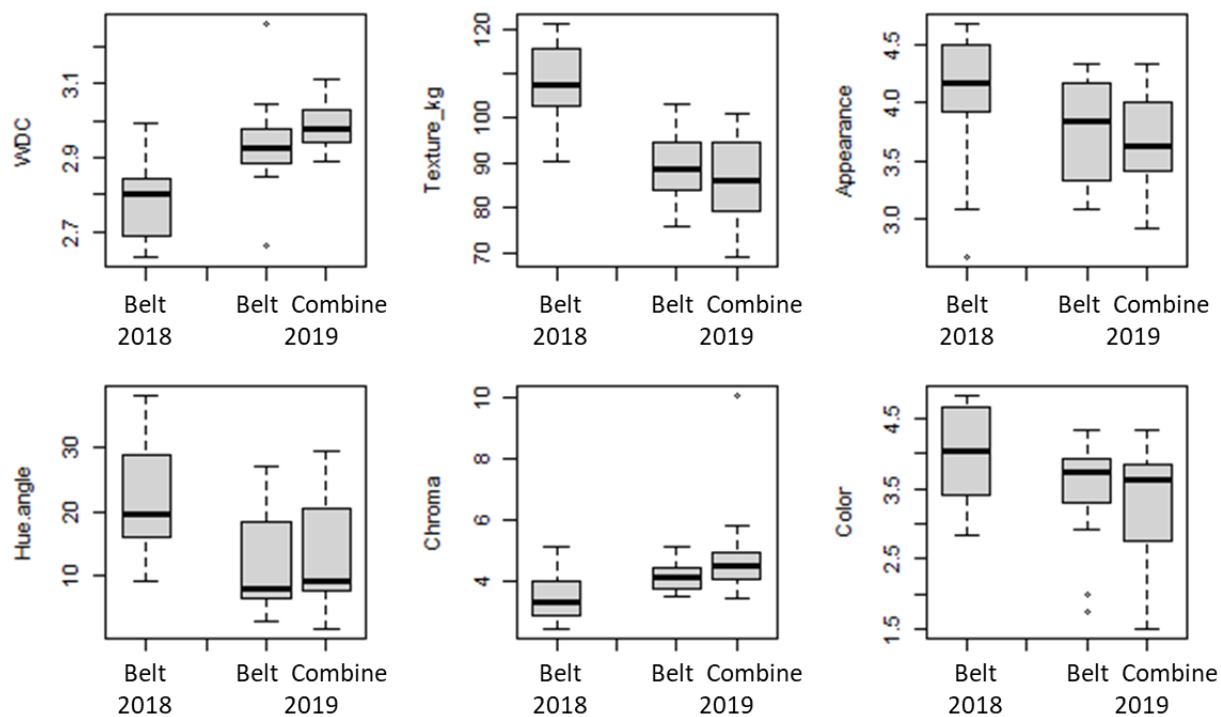 WDC
3.1
2.9
2.7
Belt Belt Combine
2018 2019
Texture_kg
120
100
90
80
70
Belt Belt Combine
2018 2019
Appearance
4.5
4.0
3.5
3.0
Belt Belt Combine
2018 2019
Hue.angle
30
20
10
Belt Belt Combine
2018 2019
Chroma
10
8
6
4
Belt Belt Combine
2018 2019
Color
4.5
3.5
2.5
1.5
Belt Belt Combine
2018 2019